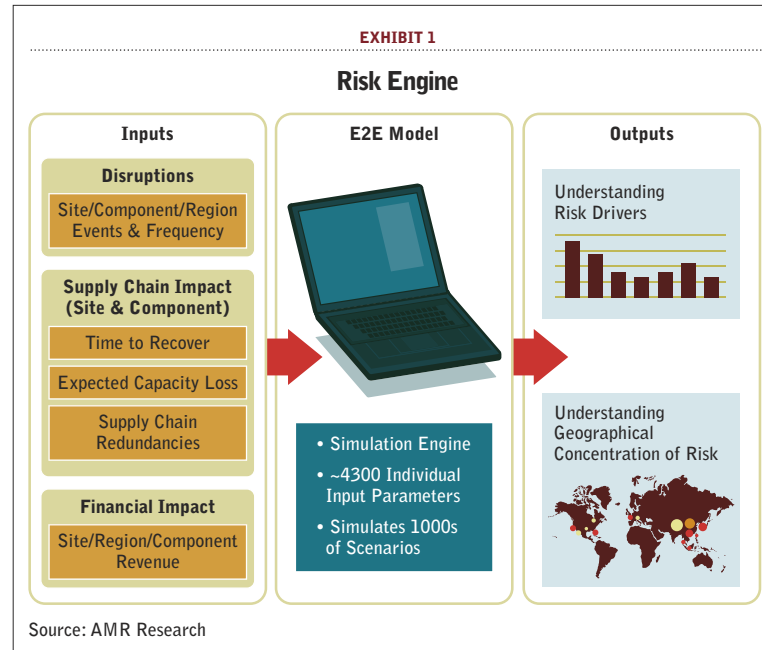 EXHIBIT 1
Risk Engine
Inputs
Disruptions
Site/Component/Region
Events & Frequency
Supply Chain Impact
(Site & Component)
Time to Recover
Expected Capacity Loss
Supply Chain
Redundancies
Financial Impact
Site/Region/Component
Revenue
E2E Model
• Simulation Engine
• ~4300 Individual
Input Parameters
• Simulates 1000s
of Scenarios
Outputs
Understanding
Risk Drivers
Understanding
Geographical
Concentration of Risk
Source: AMR Research